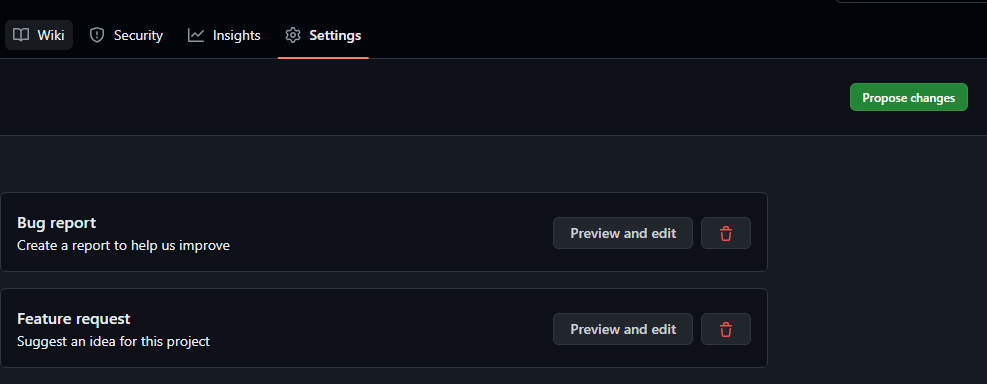 Wiki Security Insights Settings
Propose changes
Bug report
Create a report to help us improve
Preview and edit
Feature request
Suggest an idea for this project
Preview and edit